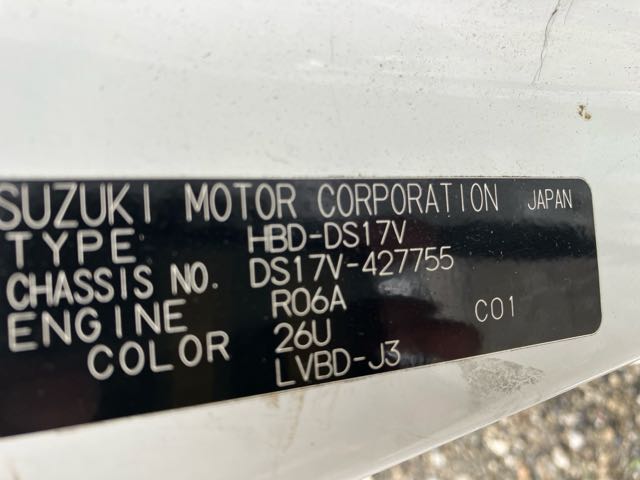 SUZUKI MOTOR CORPORATION JAPAN
TYPE HBD-DS17V
CHASSIS NO. DS17V-427755
ENGINE R06A C01
COLOR 26U
LVBD-J3